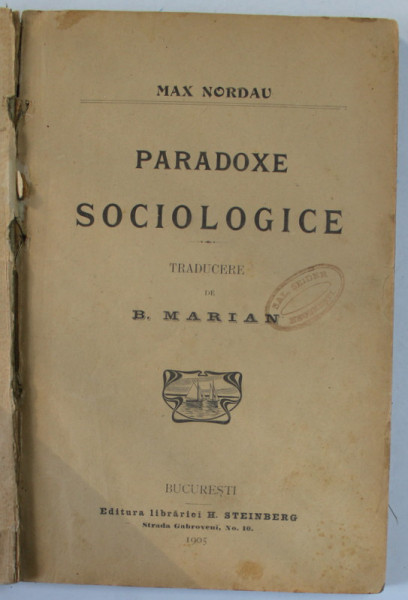 MAX NORDAU
PARADOXE
SOCIOLOGICE
TRADUCERE
DE
B. MARIAN
BUCUREȘTI
Editura librăriei H. STEINBERG
Strada Gabroveni, No. 16.